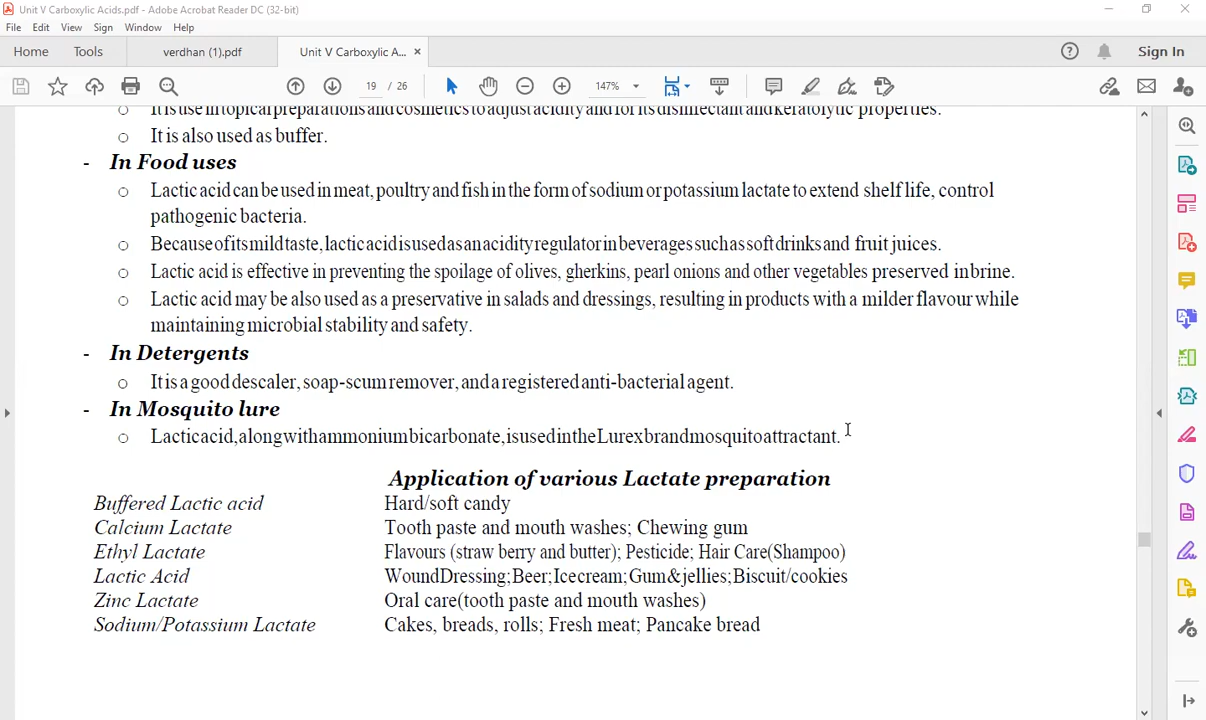 Unit V Carboxylic Acids.pdf - Adobe Acrobat Reader DC (32-bit)
File Edit View Sign Window Help
Home Tools verdhan (1).pdf Unit V Carboxylic A... × Sign In
19 / 26 147%
It is use in topical preparations and cosmetics to adjust acidity and for its disinfectant and keratolytic properties.
It is also used as buffer.
- In Food uses
Lactic acid can be used in meat, poultry and fish in the form of sodium or potassium lactate to extend shelf life, control
pathogenic bacteria.
Because of its mild taste, lactic acid is used as an acidity regulator in beverages such as soft drinks and fruit juices.
Lactic acid is effective in preventing the spoilage of olives, gherkins, pearl onions and other vegetables preserved in brine.
Lactic acid may be also used as a preservative in salads and dressings, resulting in products with a milder flavour while
maintaining microbial stability and safety.
- In Detergents
It is a good descaler, soap-scum remover, and a registered anti-bacterial agent.
- In Mosquito lure
Lactic acid, along with ammonium bicarbonate, is used in the Lurex brand mosquito attractant.
Application of various Lactate preparation
Buffered Lactic acid Hard/soft candy
Calcium Lactate Tooth paste and mouth washes; Chewing gum
Ethyl Lactate Flavours (straw berry and butter); Pesticide; Hair Care(Shampoo)
Lactic Acid Wound Dressing; Beer; Icecream; Gum & jellies; Biscuit/cookies
Zinc Lactate Oral care(tooth paste and mouth washes)
Sodium/Potassium Lactate Cakes, breads, rolls; Fresh meat; Pancake bread